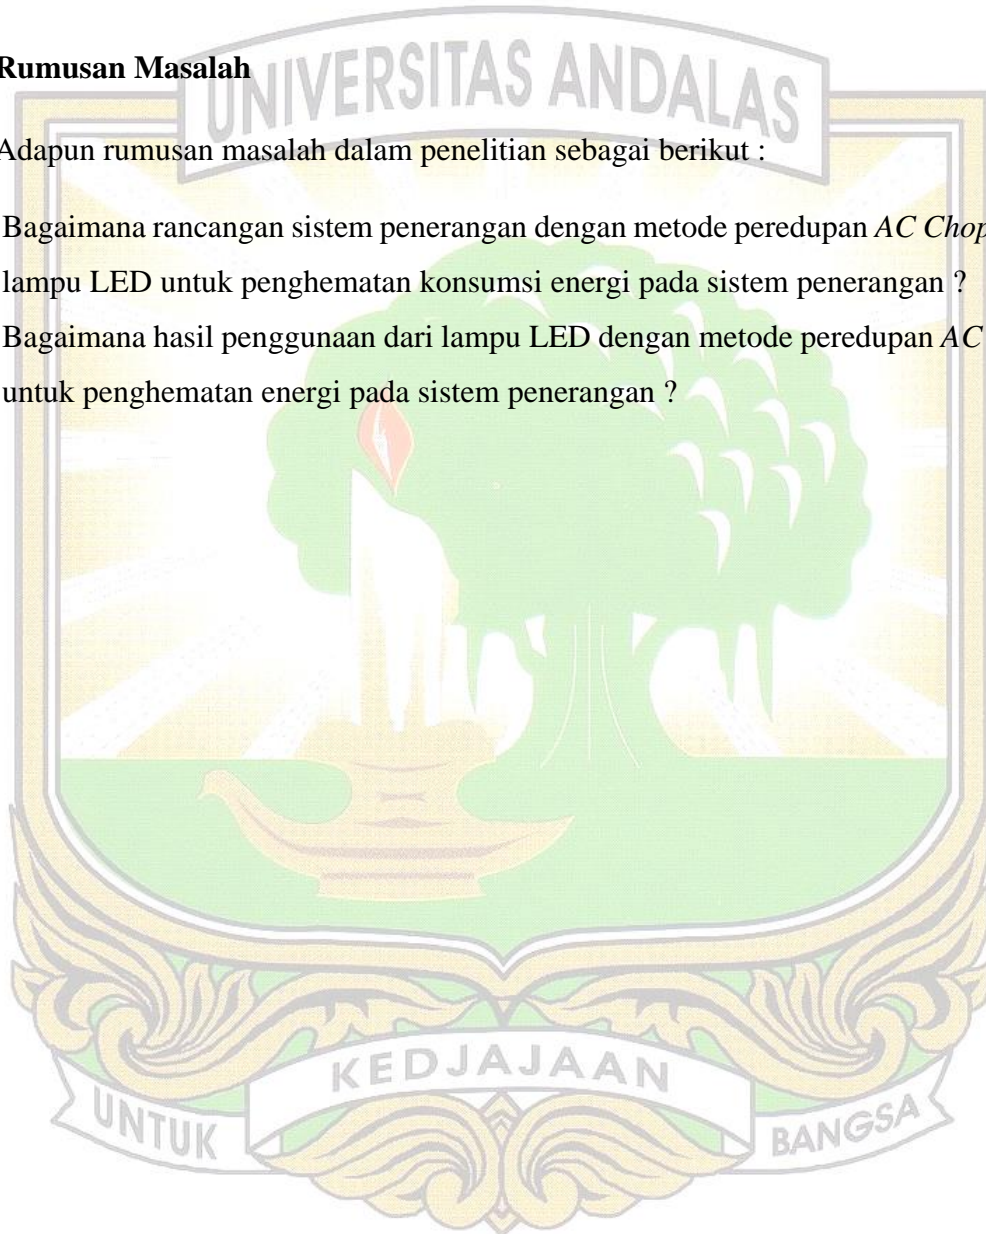 UNIVERSITAS ANDALAS
Rumusan Masalah
Adapun rumusan masalah dalam penelitian sebagai berikut :
Bagaimana rancangan sistem penerangan dengan metode peredupan AC
lampu LED untuk penghematan konsumsi energi pada sistem penerangan ?
Bagaimana hasil penggunaan dari lampu LED dengan metode peredupan AC
untuk penghematan energi pada sistem penerangan ?
KEDJAJAAN
UNTUK
BANGSA